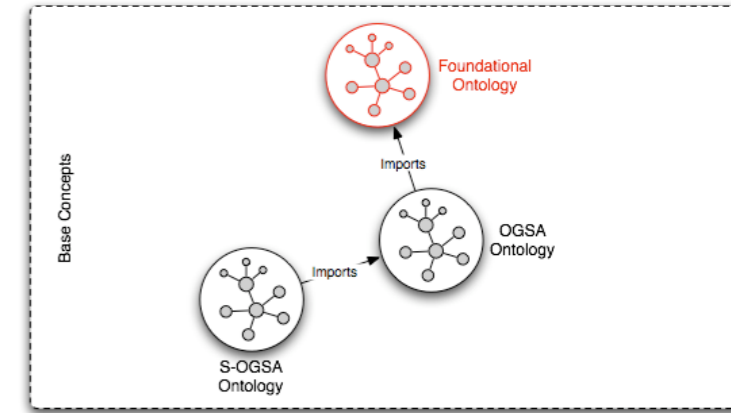 Foundational
Ontology
Imports
Base Concepts
OGSA
Ontology
Imports
S-OGSA
Ontology